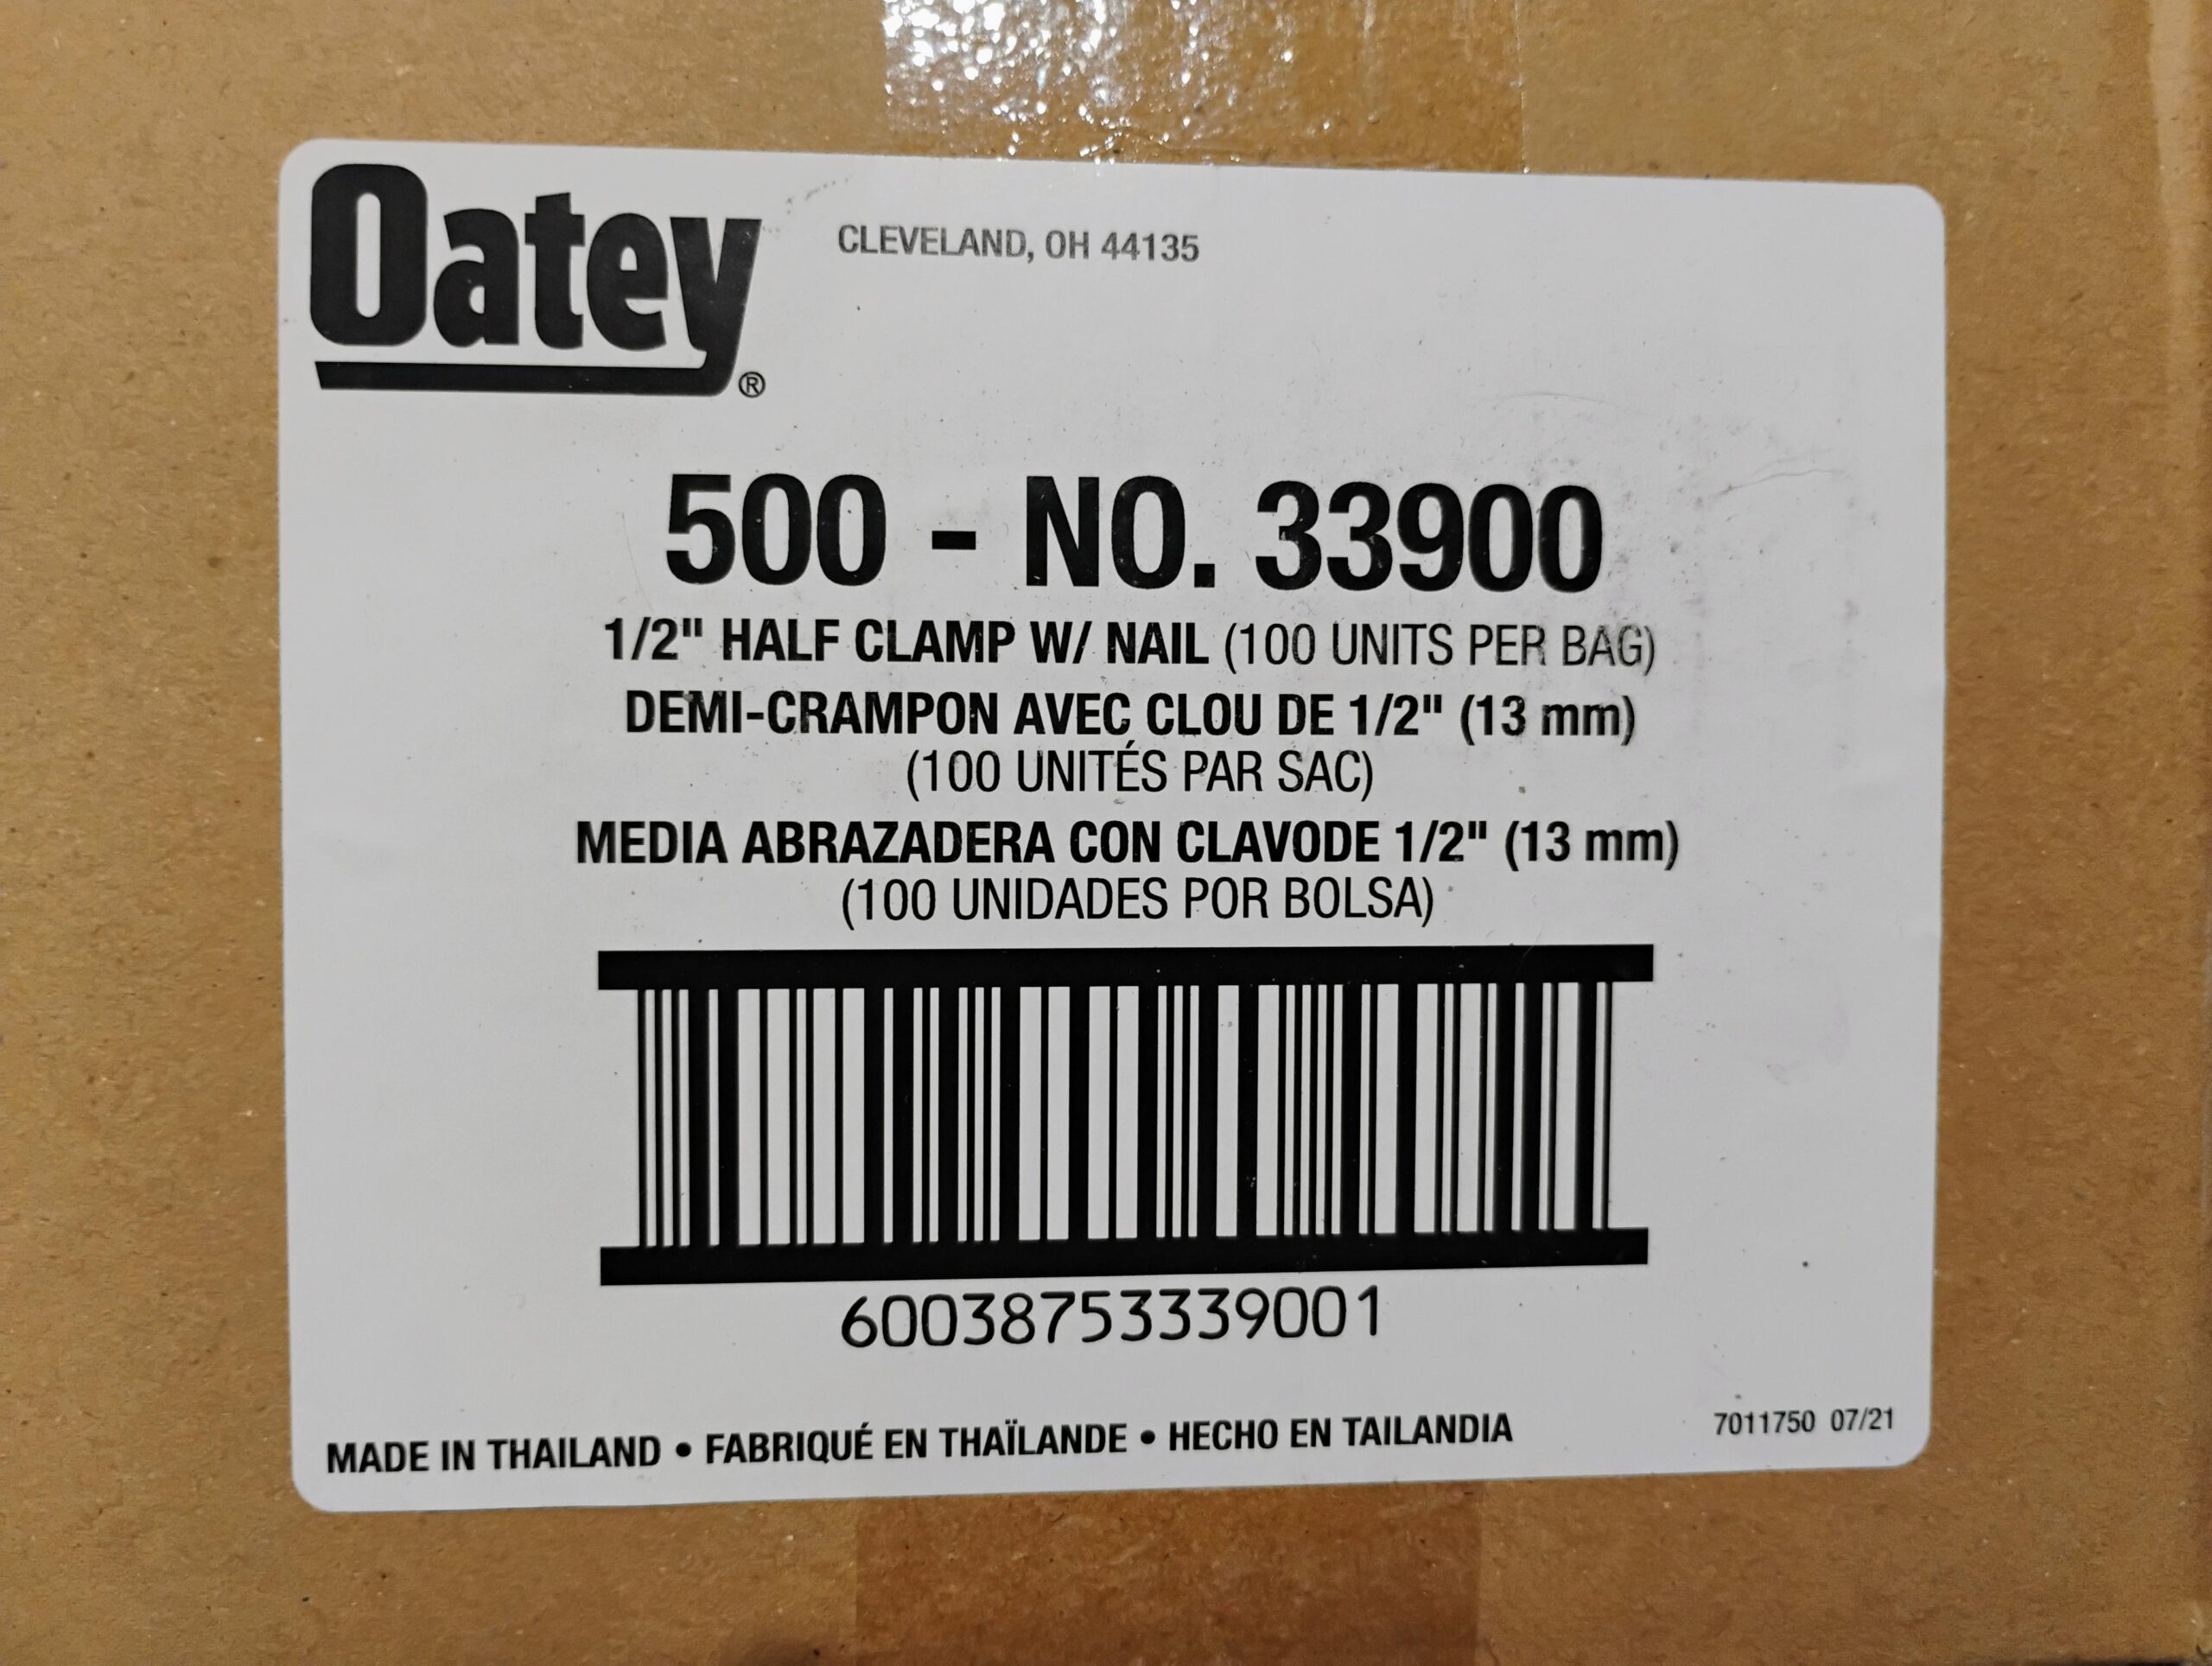 Oatey®
CLEVELAND, OH 44135
500 - NO. 33900
1/2" HALF CLAMP W/ NAIL (100 UNITS PER BAG)
DEMI-CRAMPON AVEC CLOU DE 1/2" (13 mm)
(100 UNITÉS PAR SAC)
MEDIA ABRAZADERA CON CLAVODE 1/2" (13 mm)
(100 UNIDADES POR BOLSA)
60038753339001
MADE IN THAILAND • FABRIQUÉ EN THAÏLANDE • HECHO EN TAILANDIA
7011750 07/21